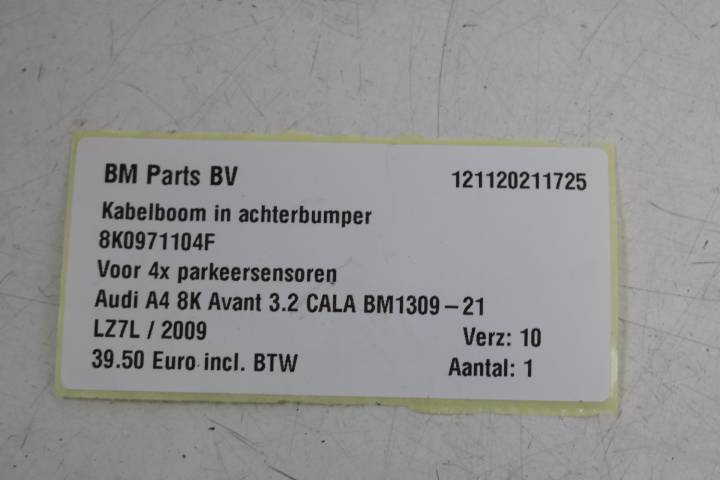 BM Parts BV 121120211725
Kabelboom in achterbumper
8K0971104F
Voor 4x parkeersensoren
Audi A4 8K Avant 3.2 CALA BM1309-21
LZ7L / 2009 Verz: 10
39.50 Euro incl. BTW Aantal: 1